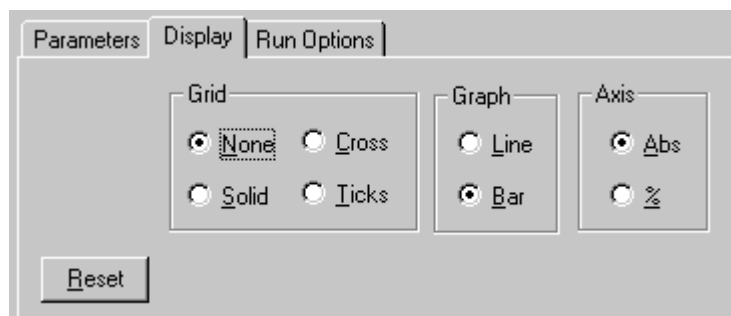 Parameters Display Run Options
Grid Graph Axis
None Cross Line Abs
Solid Ticks Bar %
Reset